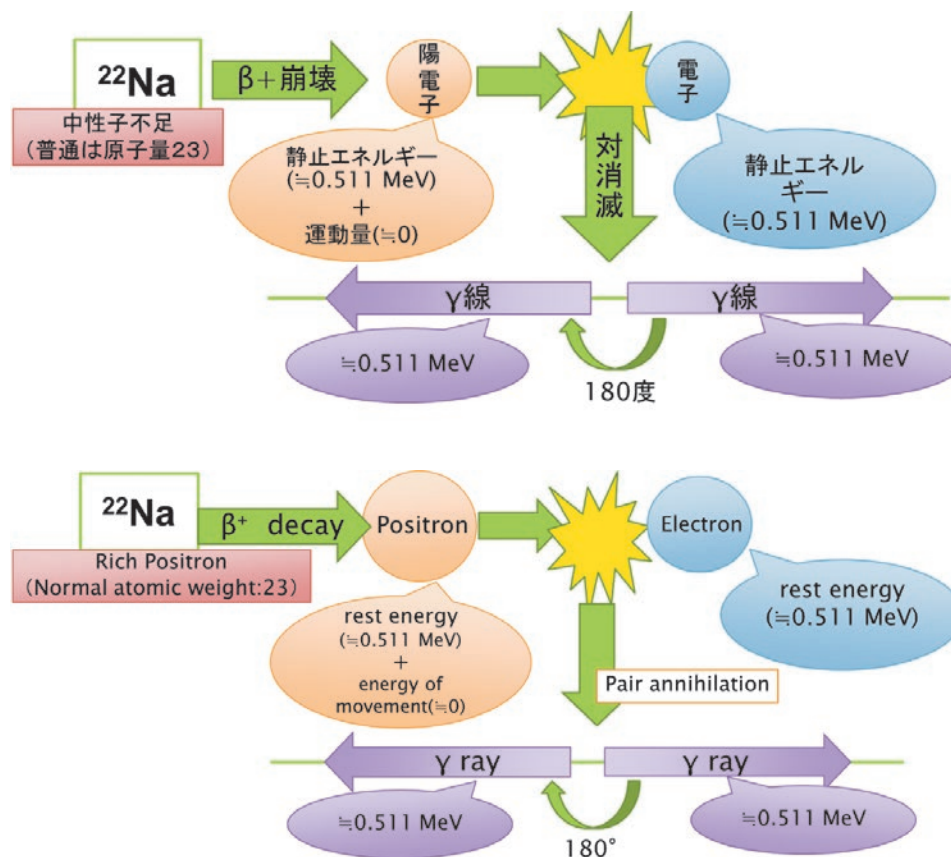 ²²Na
中性子不足
(普通は原子量23)
β+崩壊
陽
電
子
静止エネルギー
(≒0.511 MeV)
+
運動量(≒0)
電
子
静止エネル
ギー
(≒0.511 MeV)
対
消
滅
γ線
γ線
≒0.511 MeV
≒0.511 MeV
180度
²²Na
Rich Positron
(Normal atomic weight:23)
β⁺ decay
Positron
rest energy
(≒0.511 MeV)
+
energy of
movement(≒0)
Electron
rest energy
(≒0.511 MeV)
Pair annihilation
γ ray
γ ray
≒0.511 MeV
≒0.511 MeV
180°